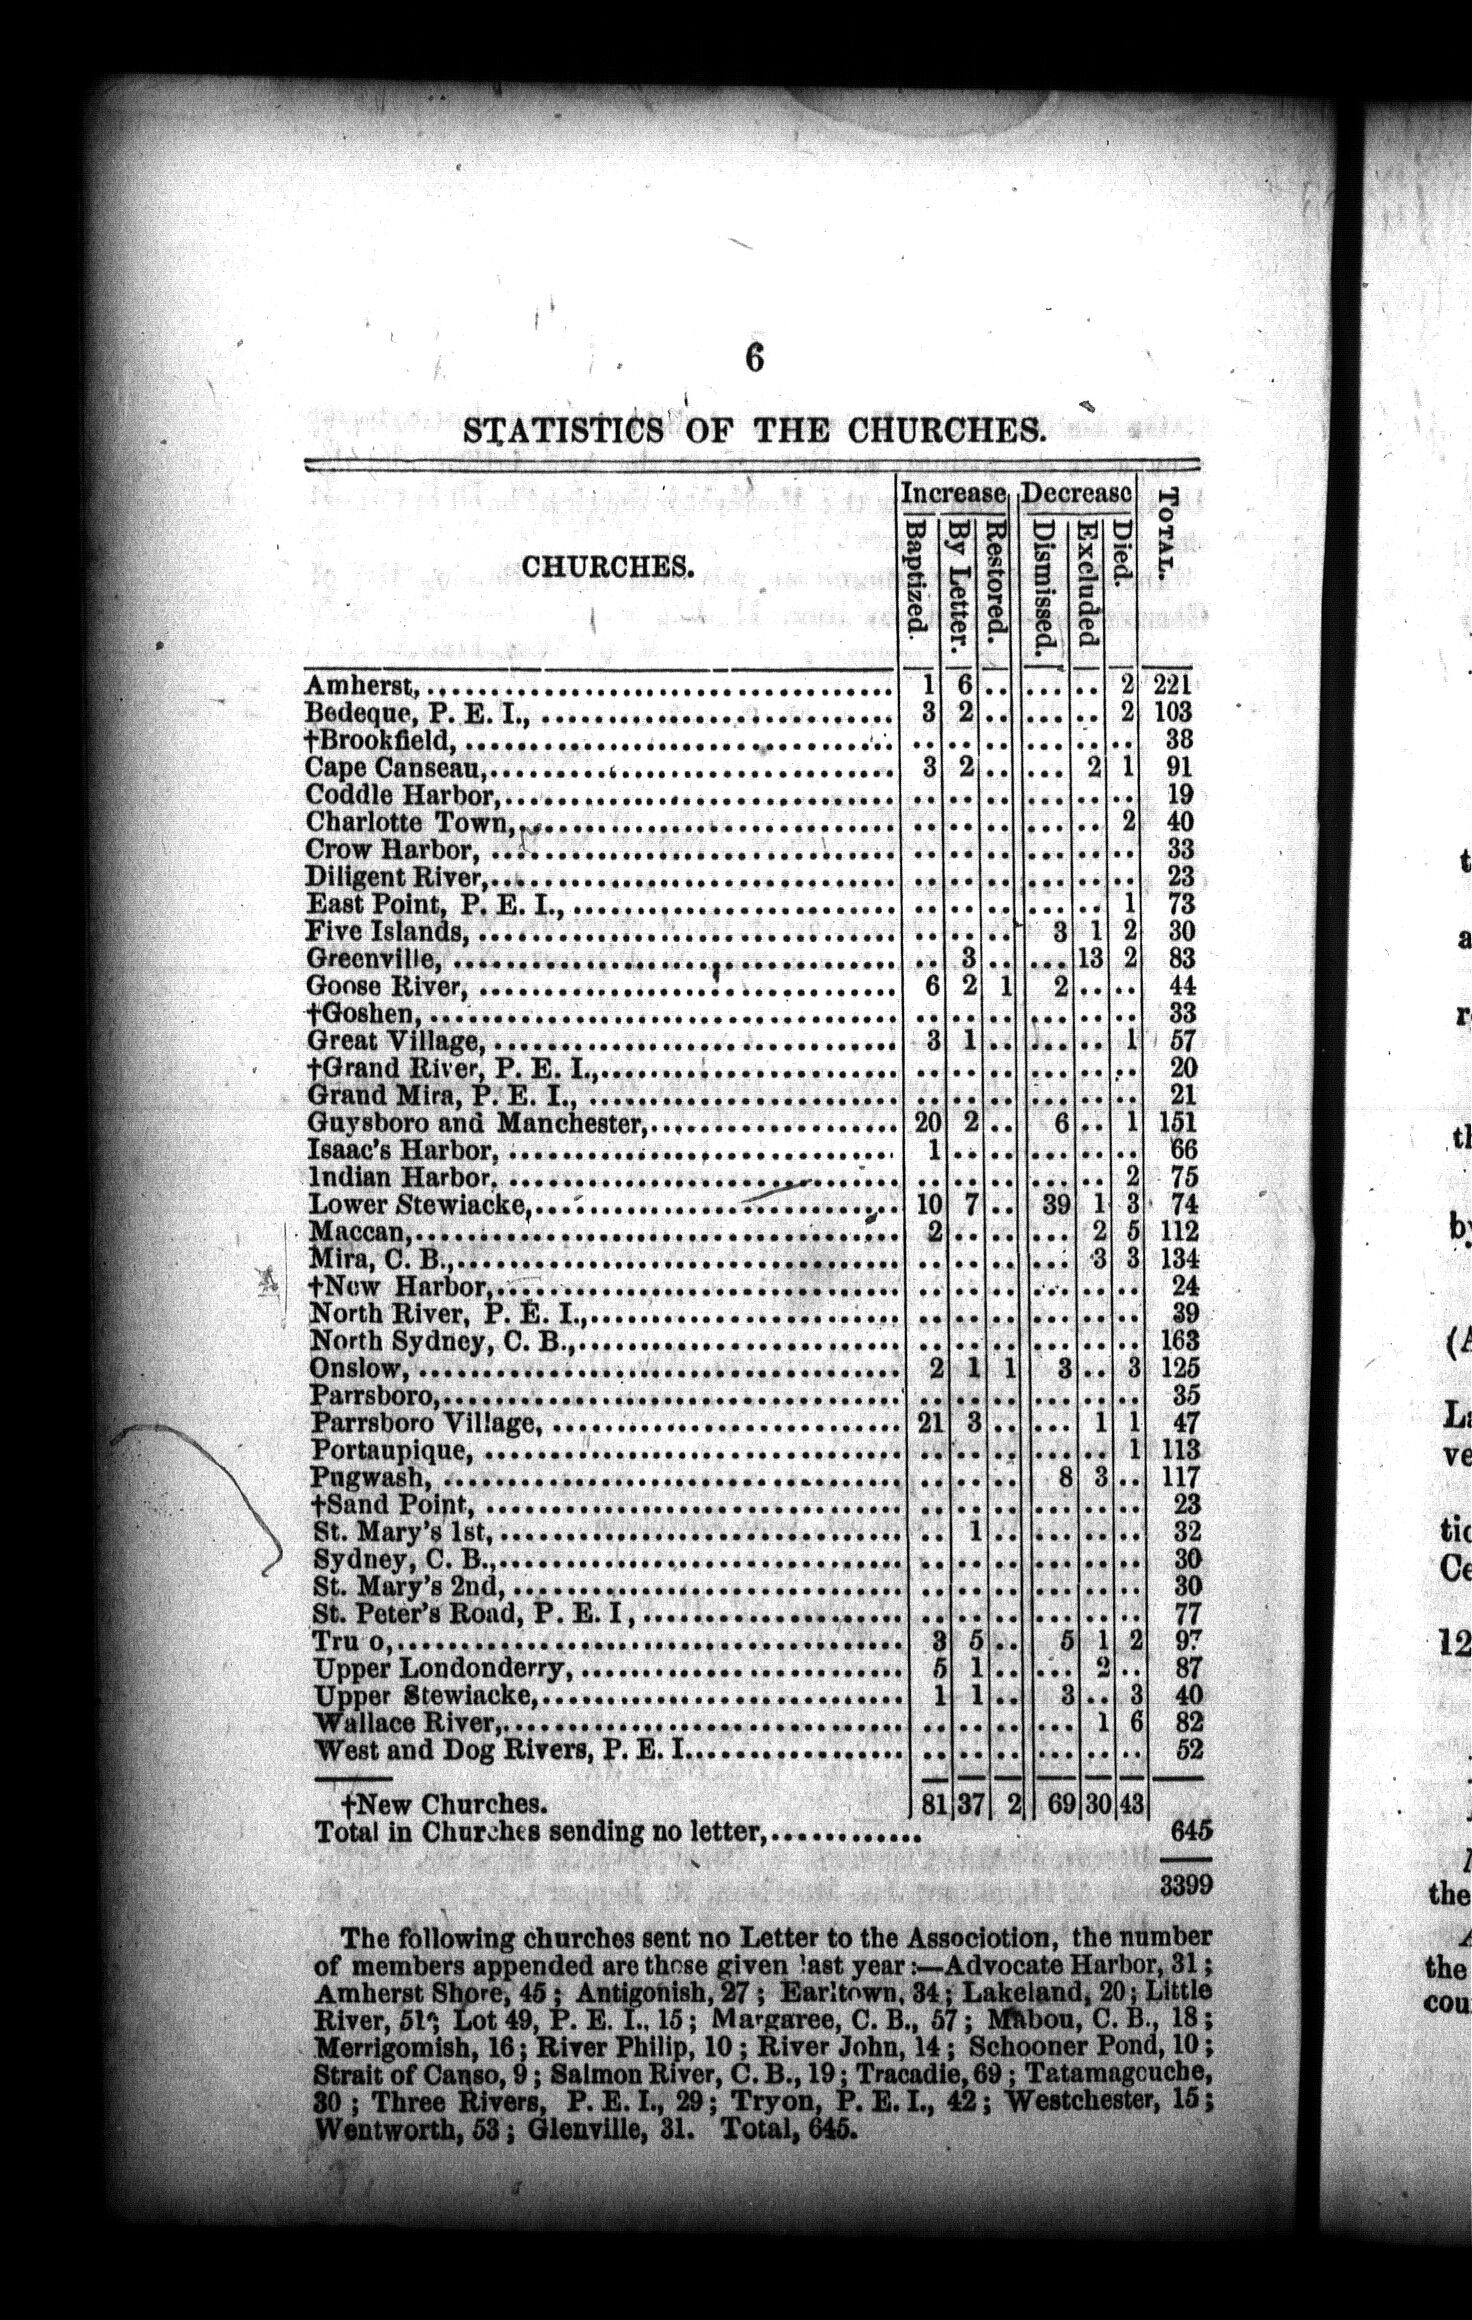 6
STATISTICS OF THE CHURCHES.
CHURCHES. Increase Decrease TOTAL.
Baptized. By Letter. Restored. Dismissed. Excluded Died.
Amherst, 1 6 .. ... .. 2 221
Bedeque, P. E. I., 3 2 .. ... .. 2 103
†Brookfield, .. .. .. ... .. .. 38
Cape Canseau, 3 2 .. ... 2 1 91
Coddle Harbor, .. .. .. ... .. .. 19
Charlotte Town, .. .. .. ... .. 2 40
Crow Harbor, .. .. .. ... .. .. 33
Diligent River, .. .. .. ... .. .. 23
East Point, P. E. I., .. .. .. ... .. 1 73
Five Islands, .. .. .. 3 1 2 30
Greenville, .. 3 .. ... 13 2 83
Goose River, 6 2 1 2 .. .. 44
†Goshen, .. .. .. ... .. .. 33
Great Village, 3 1 .. ... .. 1 57
†Grand River, P. E. I., .. .. .. ... .. .. 20
Grand Mira, P. E. I., .. .. .. ... .. .. 21
Guysboro and Manchester, 20 2 .. 6 .. 1 151
Isaac's Harbor, 1 .. .. ... .. .. 66
Indian Harbor. .. .. .. ... .. 2 75
Lower Stewiacke, 10 7 .. 39 1 3 74
Maccan, 2 .. .. ... 2 5 112
Mira, C. B., .. .. .. ... 3 3 134
†New Harbor, .. .. .. ... .. .. 24
North River, P. E. I., .. .. .. ... .. .. 39
North Sydney, C. B., .. .. .. ... .. .. 163
Onslow, 2 1 1 3 .. 3 125
Parrsboro, .. .. .. ... .. .. 35
Parrsboro Village, 21 3 .. ... 1 1 47
Portaupique, .. .. .. ... .. 1 113
Pugwash, .. .. .. 8 3 .. 117
†Sand Point, .. .. .. ... .. .. 23
St. Mary's 1st, .. 1 .. ... .. .. 32
Sydney, C. B., .. .. .. ... .. .. 30
St. Mary's 2nd, .. .. .. ... .. .. 30
St. Peter's Road, P. E. I, .. .. .. ... .. .. 77
Tru o, 3 5 .. 5 1 2 97
Upper Londonderry, 5 1 .. ... 2 .. 87
Upper Stewiacke, 1 1 .. 3 .. 3 40
Wallace River, .. .. .. ... 1 6 82
West and Dog Rivers, P. E. I. .. .. .. ... .. .. 52
†New Churches. 81 37 2 69 30 43
Total in Churches sending no letter, 645
3399
The following churches sent no Letter to the Associotion, the number
of members appended are those given last year :—Advocate Harbor, 31 ;
Amherst Shore, 45 ; Antigonish, 27 ; Earltown, 34 ; Lakeland, 20 ; Little
River, 51 ; Lot 49, P. E. I., 15 ; Margaree, C. B., 57 ; Mabou, C. B., 18 ;
Merrigomish, 16 ; River Philip, 10 ; River John, 14 ; Schooner Pond, 10 ;
Strait of Canso, 9 ; Salmon River, C. B., 19 ; Tracadie, 69 ; Tatamagouche,
30 ; Three Rivers, P. E. I., 29 ; Tryon, P. E. I., 42 ; Westchester, 15 ;
Wentworth, 53 ; Glenville, 31. Total, 645.